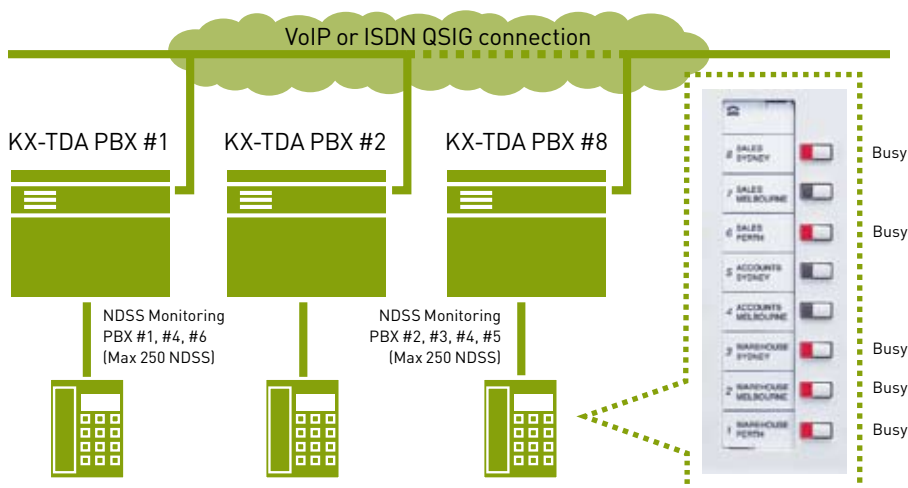 VoIP or ISDN QSIG connection
KX-TDA PBX #1
KX-TDA PBX #2
KX-TDA PBX #8
NDSS Monitoring
PBX #1, #4, #6
(Max 250 NDSS)
NDSS Monitoring
PBX #2, #3, #4, #5
(Max 250 NDSS)
8 SALES
SYDNEY
Busy
7 SALES
MELBOURNE
6 SALES
PERTH
Busy
5 ACCOUNTS
SYDNEY
4 ACCOUNTS
MELBOURNE
3 WAREHOUSE
SYDNEY
Busy
2 WAREHOUSE
MELBOURNE
Busy
1 WAREHOUSE
PERTH
Busy